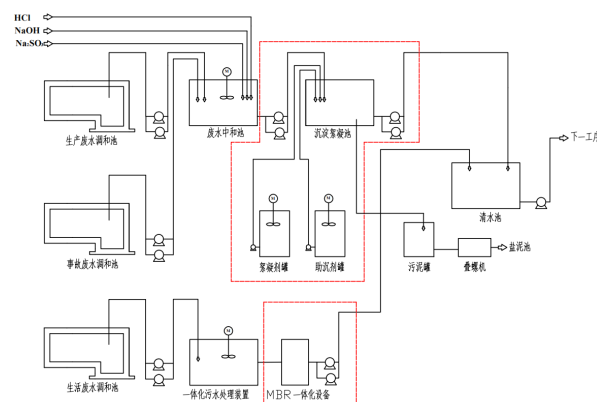 HCl
NaOH
Na₂SO₄
M
生产废水调和池
废水中和池
沉淀絮凝池
下一工序
M
M
清水池
事故废水调和池
絮凝剂罐
助沉剂罐
污泥罐
叠螺机
盐泥池
M
生活废水调和池
一体化污水处理装置
MBR一体化设备